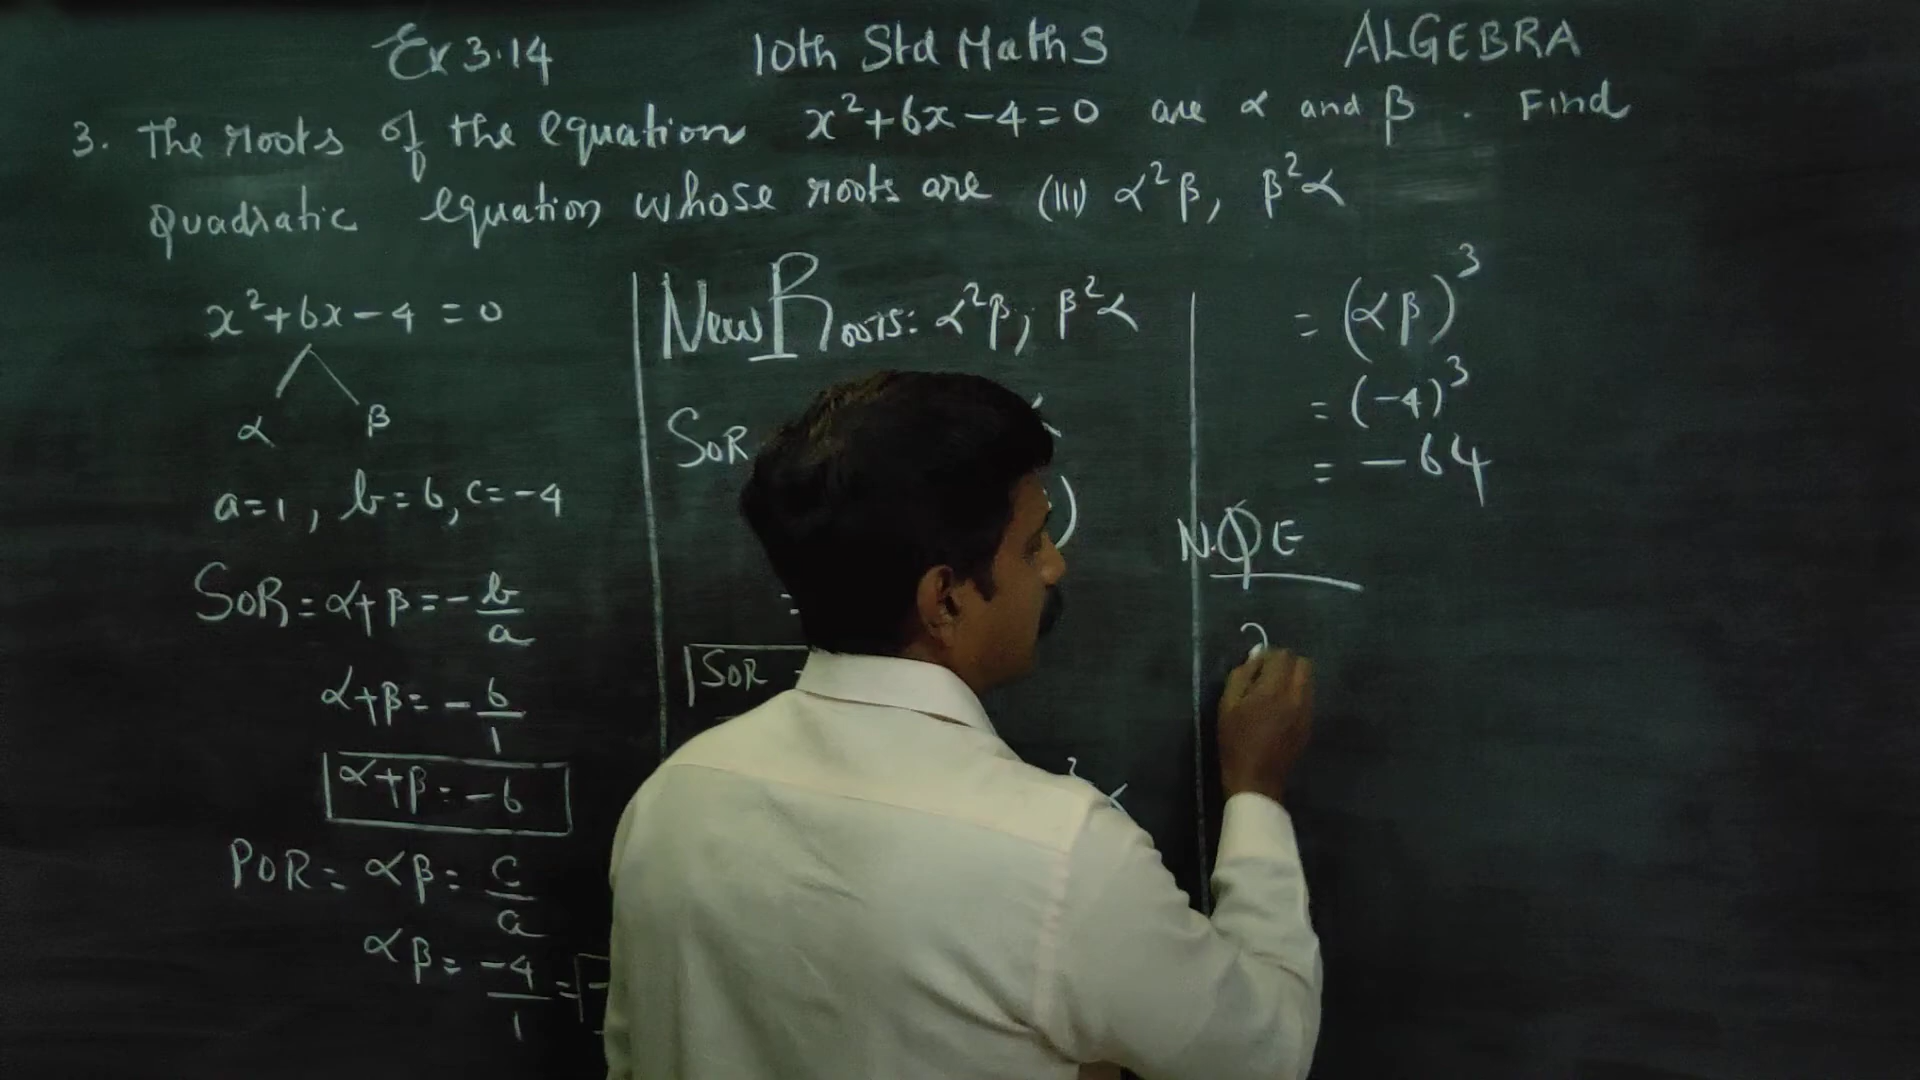 Ex 3.14 10th Std Maths ALGEBRA
3. The roots of the equation x²+6x-4=0 are α and β. Find
quadratic equation whose roots are (III) α²β, β²α
x²+6x-4=0
α β
a=1, b=6, c=-4
SOR = α+β = -b/a
α+β = -6/1
α+β = -6
POR = αβ = c/a
αβ = -4/1 =
New Roots: α²β, β²α
SOR
)
=
SOR
= (αβ)³
= (-4)³
= -64
N.Q E